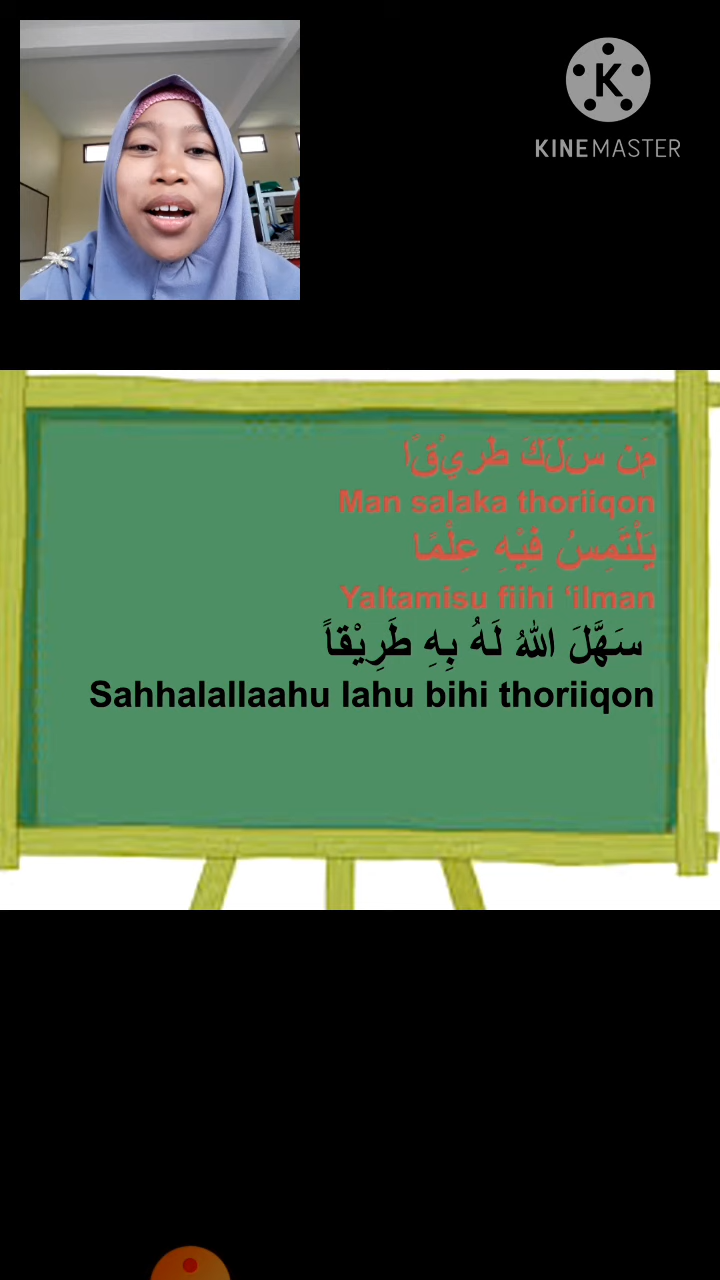 K
KINEMASTER
مَن سَلَكَ طَرِيْقًا
Man salaka thoriiqon
يَلْتَمِسُ فِيْهِ عِلْمًا
Yaltamisu fiihi ‘ilman
سَهَّلَ اللهُ لَهُ بِهِ طَرِيْقاً
Sahhalallaahu lahu bihi thoriiqon